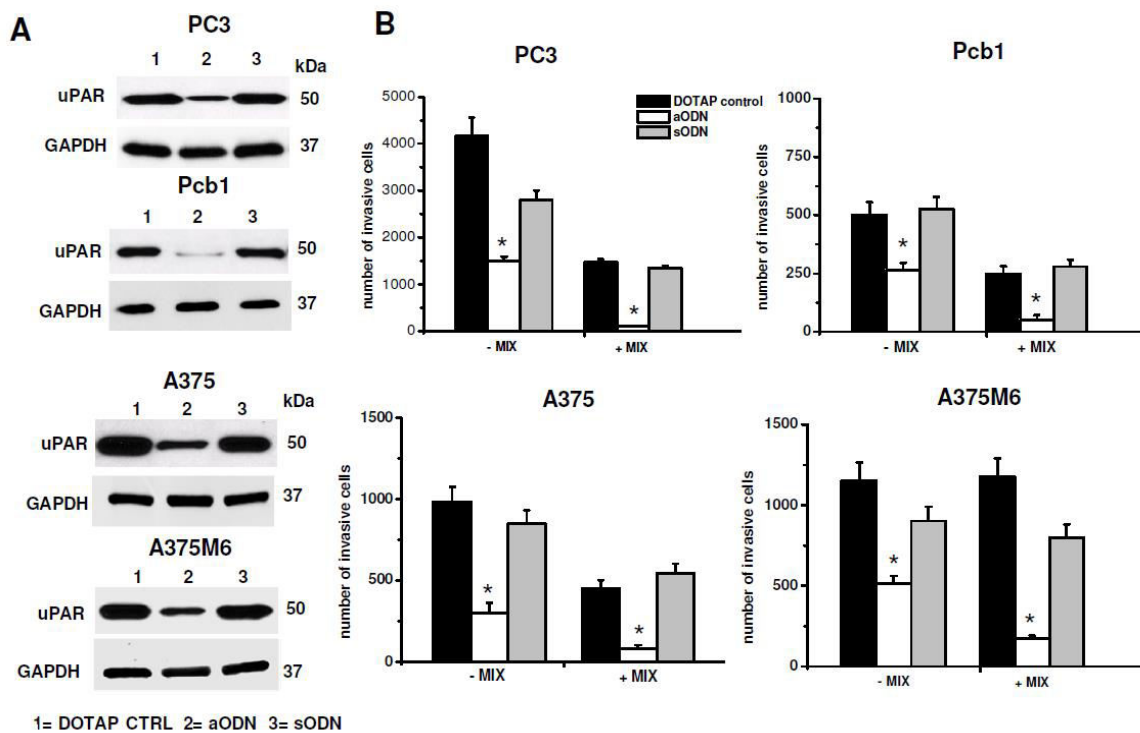 A
PC3
1 2 3 kDa
uPAR 50
GAPDH 37
Pcb1
1 2 3
uPAR 50
GAPDH 37
A375
1 2 3 kDa
uPAR 50
GAPDH 37
A375M6
1 2 3
uPAR 50
GAPDH 37
1= DOTAP CTRL 2= aODN 3= sODN
B
PC3
number of invasive cells
5000
4000
3000
2000
1500
500
0
DOTAP control
aODN
sODN
*
*
- MIX + MIX
Pcb1
number of invasive cells
1000
750
500
250
0
*
*
- MIX + MIX
A375
number of invasive cells
1500
1000
500
0
*
*
- MIX + MIX
A375M6
number of invasive cells
1500
1000
500
0
*
*
- MIX + MIX